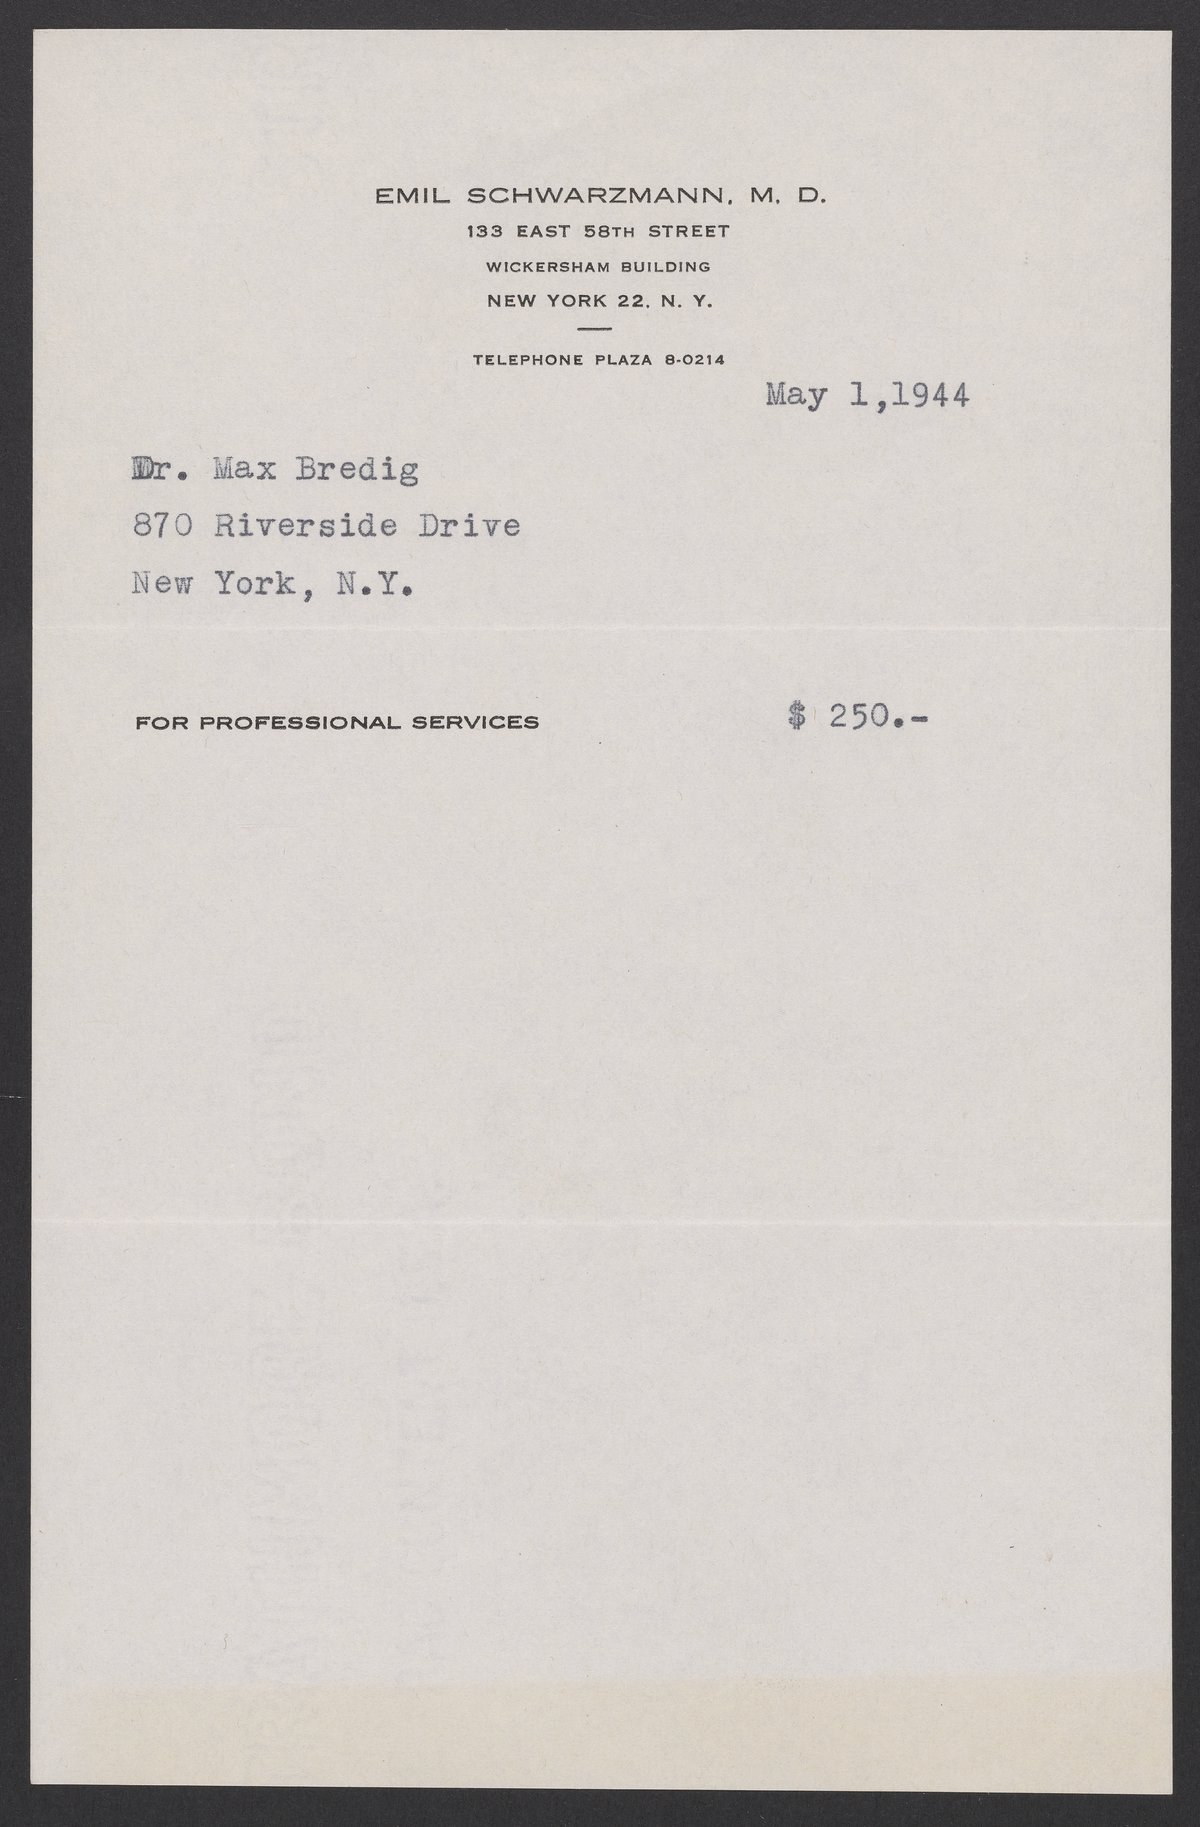 EMIL SCHWARZMANN, M. D.
133 EAST 58TH STREET
WICKERSHAM BUILDING
NEW YORK 22, N. Y.
TELEPHONE PLAZA 8-0214
May 1,1944
Dr. Max Bredig
870 Riverside Drive
New York, N.Y.
FOR PROFESSIONAL SERVICES $ 250.-